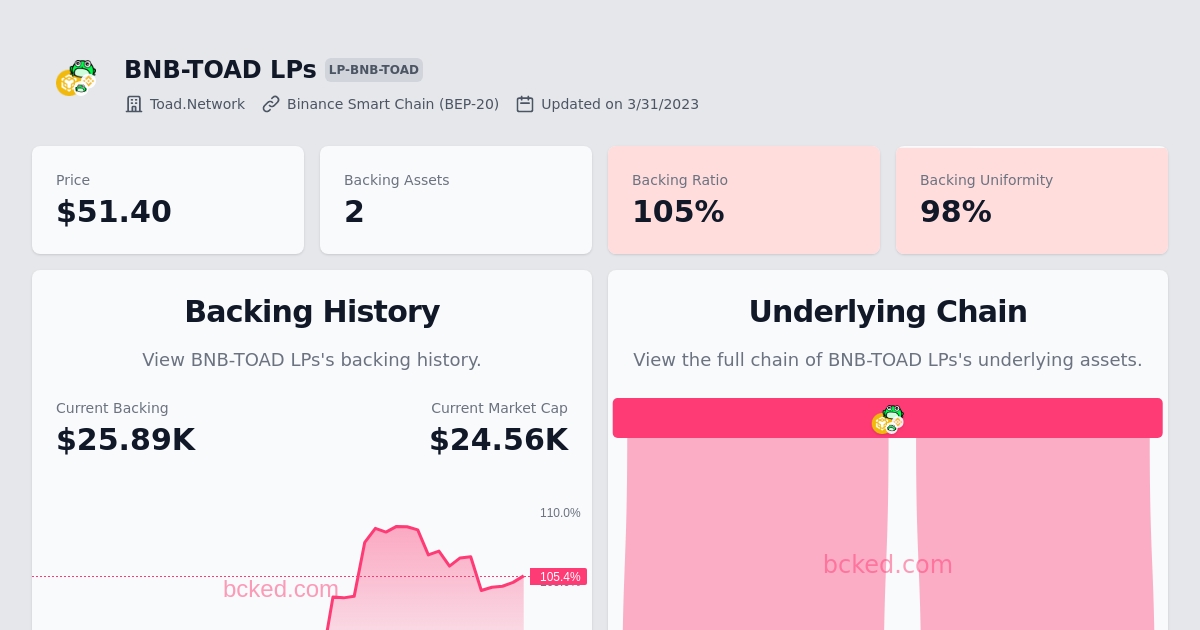 BNB-TOAD LPs LP-BNB-TOAD
Toad.Network Binance Smart Chain (BEP-20) Updated on 3/31/2023
Price
$51.40
Backing Assets
2
Backing Ratio
105%
Backing Uniformity
98%
Backing History
View BNB-TOAD LPs's backing history.
Current Backing
$25.89K
Current Market Cap
$24.56K
110.0%
105.4%
bcked.com
Underlying Chain
View the full chain of BNB-TOAD LPs's underlying assets.
bcked.com